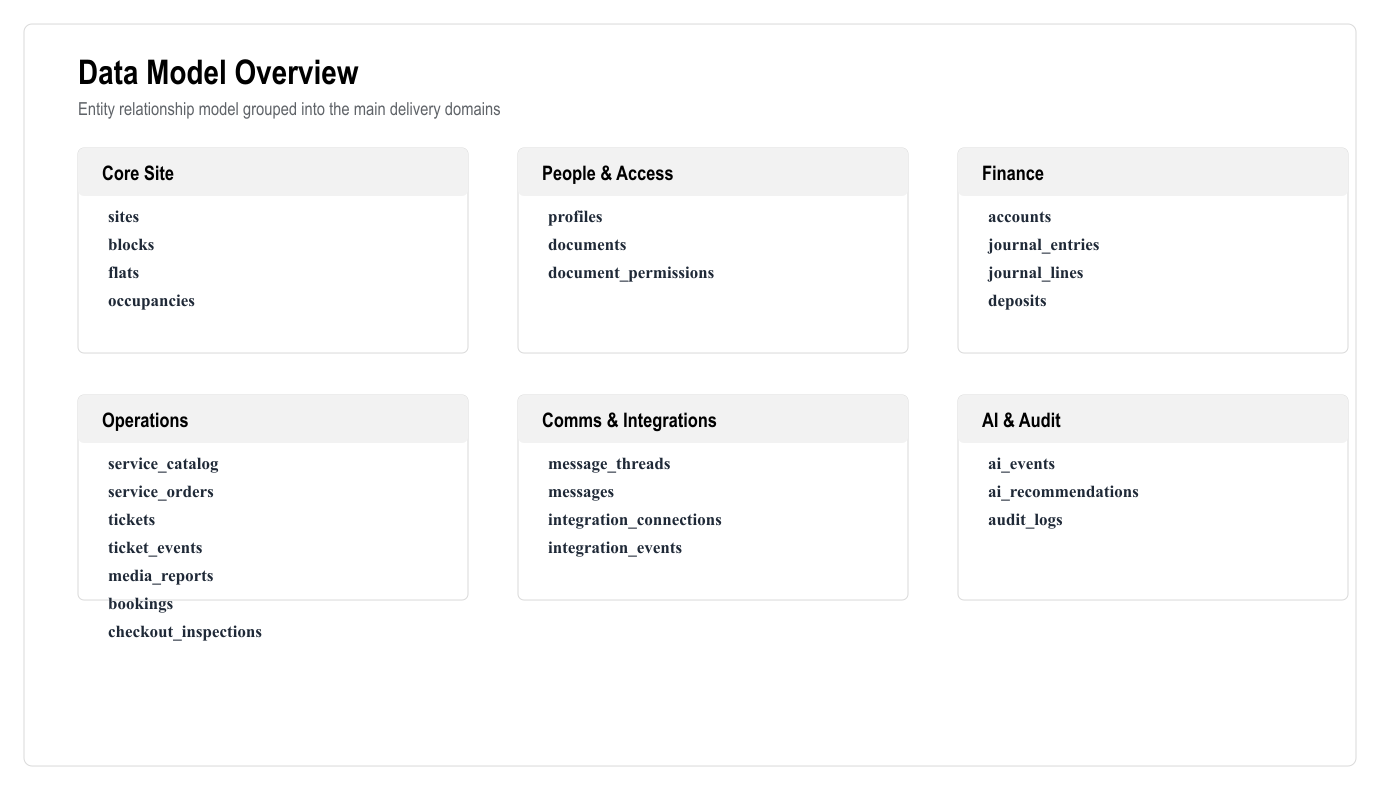 Data Model Overview
Entity relationship model grouped into the main delivery domains
Core Site
sites
blocks
flats
occupancies
People & Access
profiles
documents
document_permissions
Finance
accounts
journal_entries
journal_lines
deposits
Operations
service_catalog
service_orders
tickets
ticket_events
media_reports
bookings
checkout_inspections
Comms & Integrations
message_threads
messages
integration_connections
integration_events
AI & Audit
ai_events
ai_recommendations
audit_logs